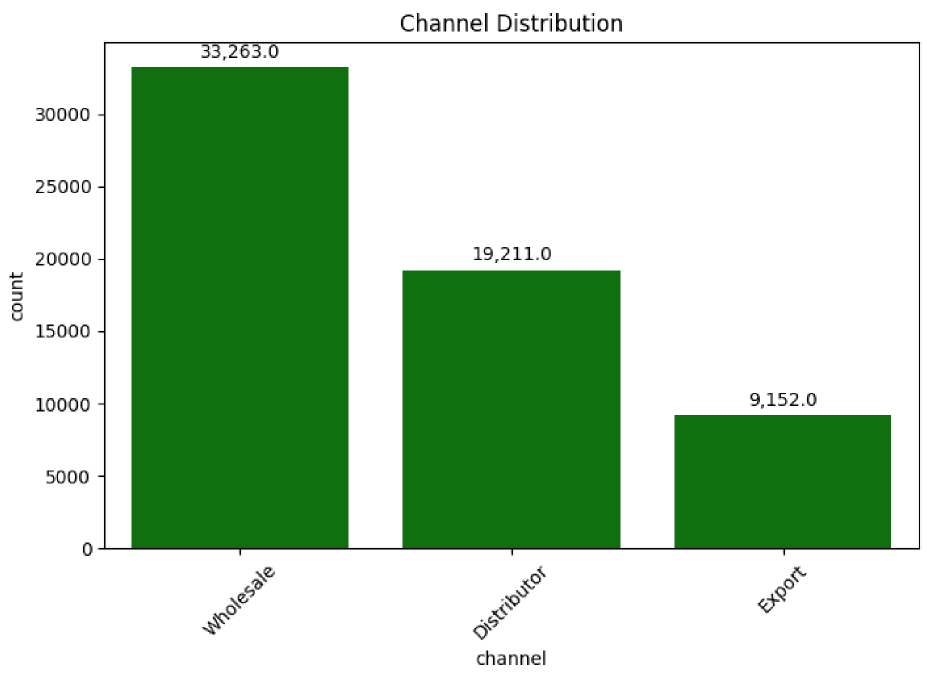 Channel Distribution
33,263.0
30000
25000
20000
15000
10000
5000
0
19,211.0
9,152.0
count
Wholesale
Distributor
Export
channel